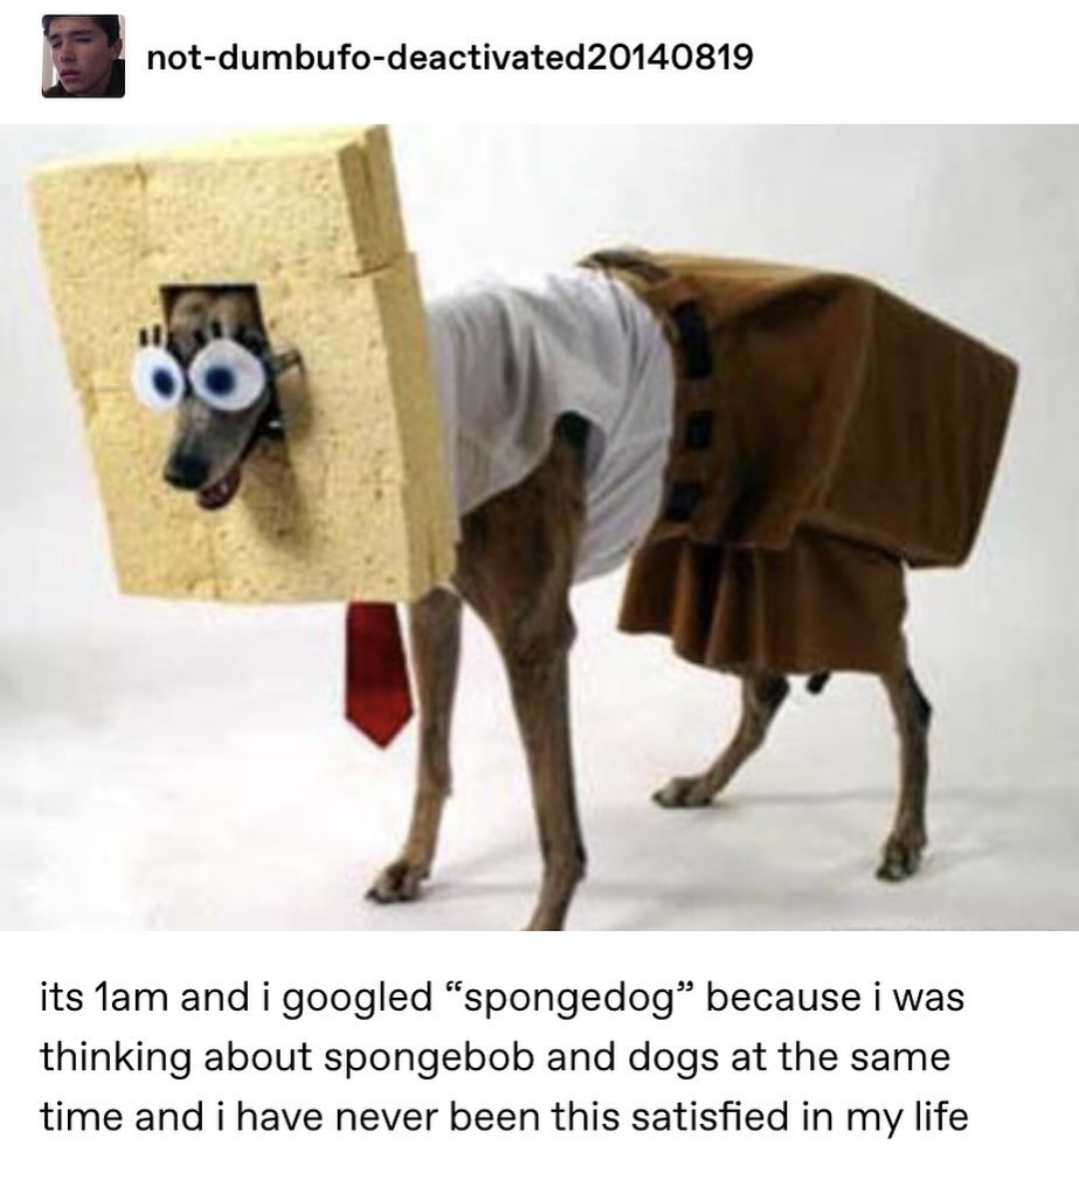 not-dumbufo-deactivated20140819
its 1am and i googled “spongedog” because i was
thinking about spongebob and dogs at the same
time and i have never been this satisfied in my life